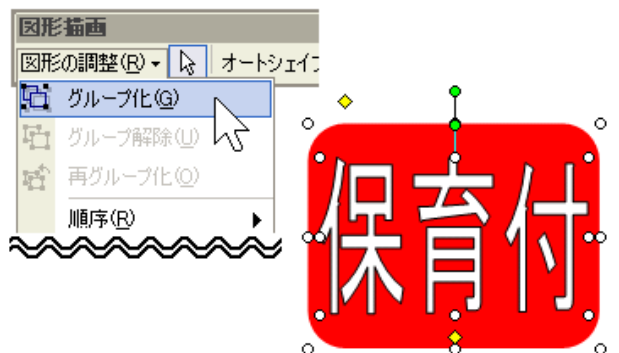 図形描画
図形の調整(R) オートシェイプ
グループ化(G)
グループ解除(U)
再グループ化(O)
順序(R)
保育付